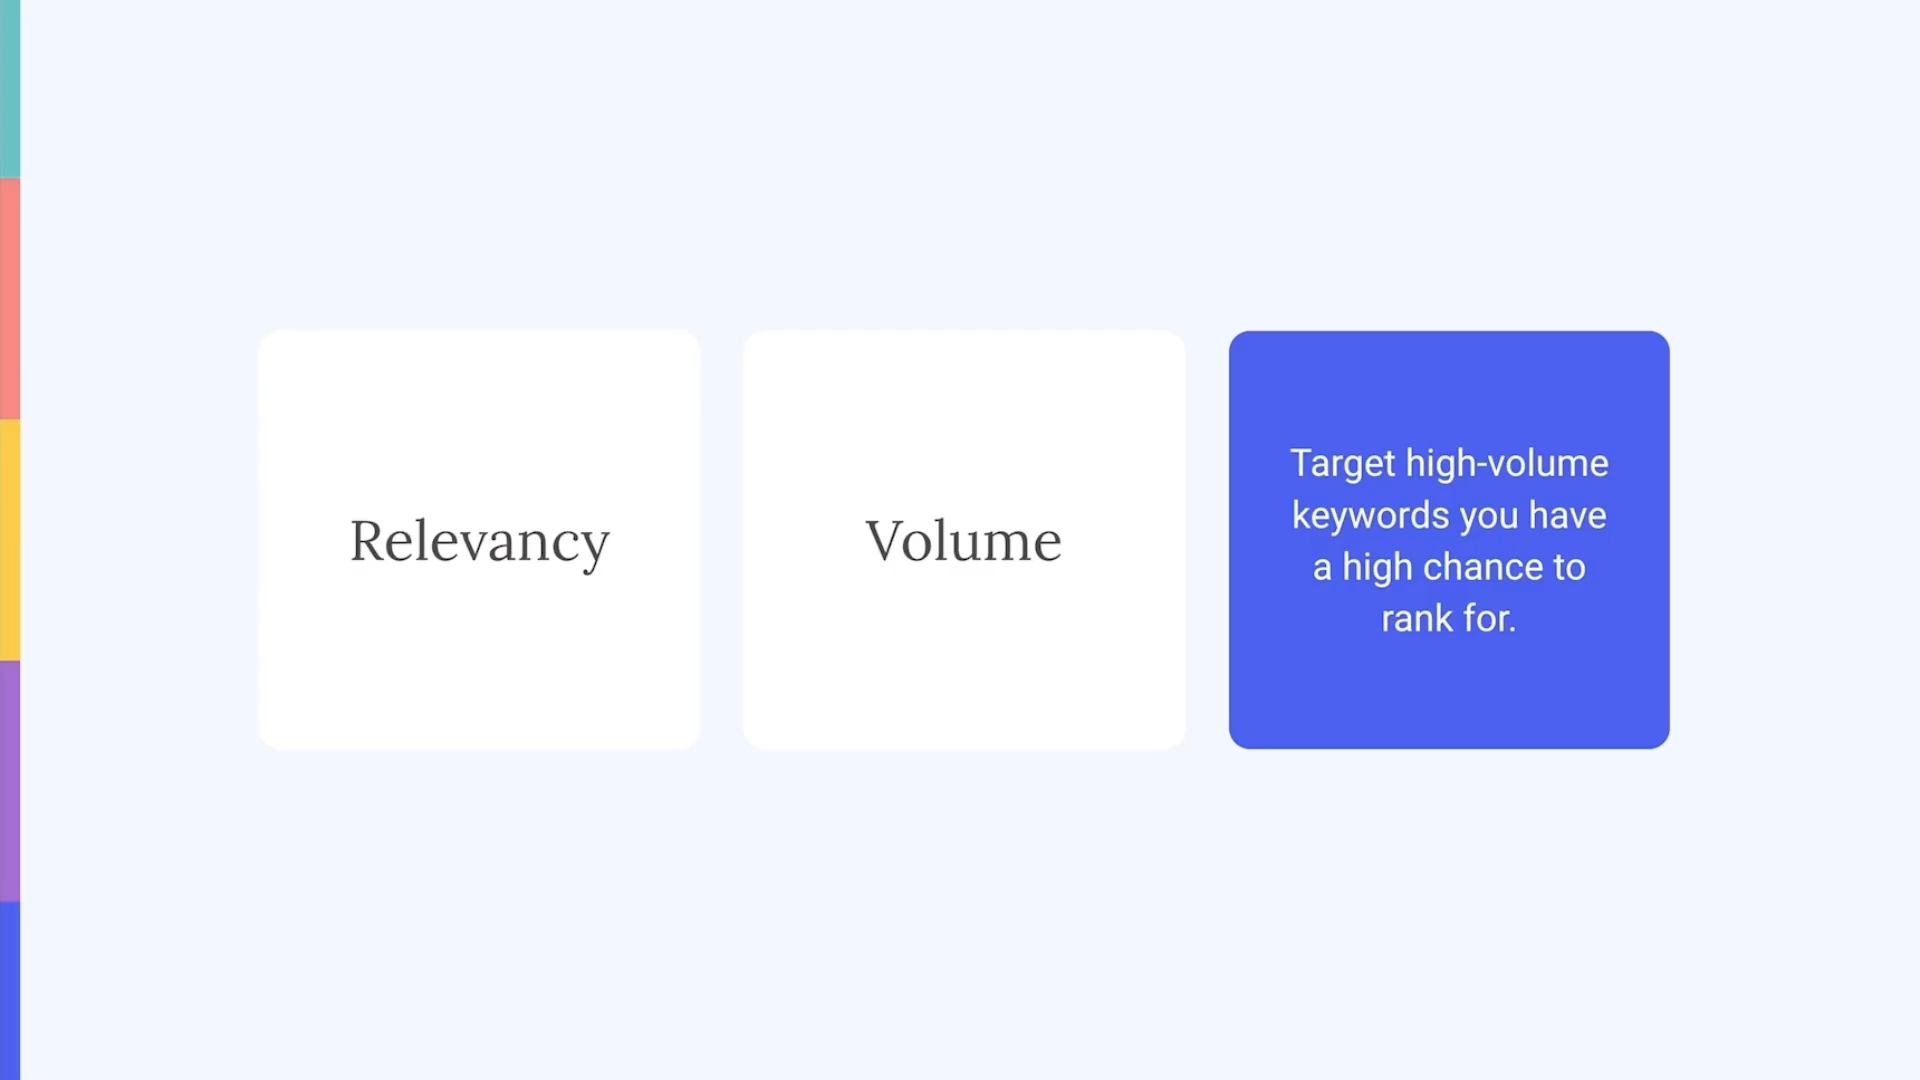 Relevancy
Volume
Target high-volume
keywords you have
a high chance to
rank for.